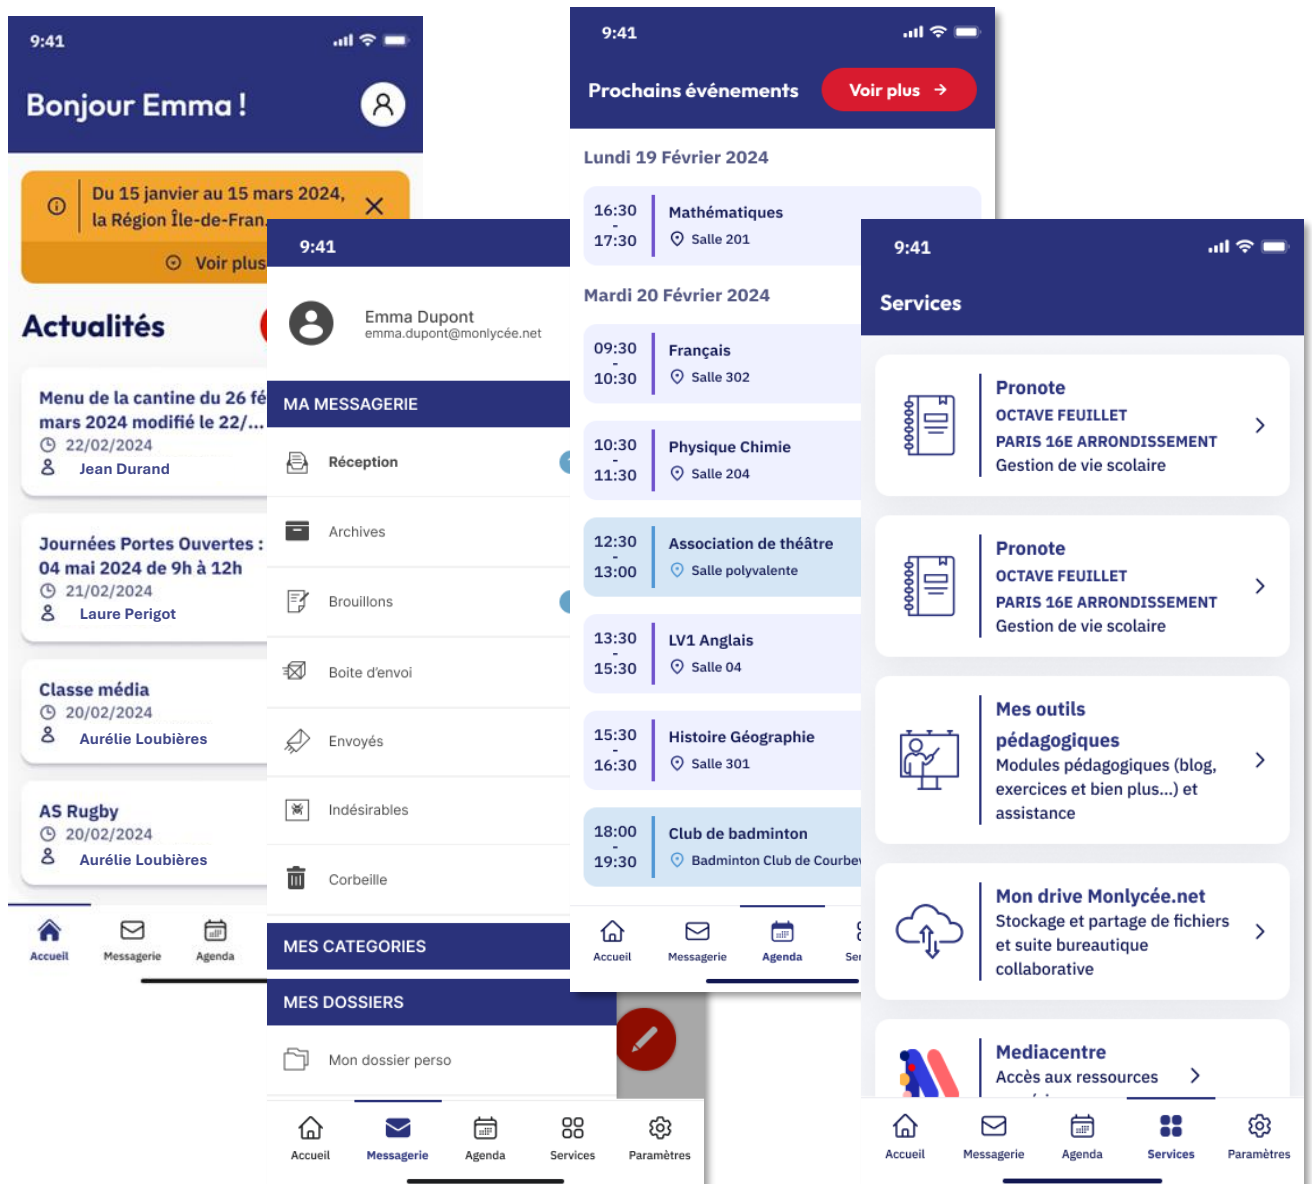 9:41
Bonjour Emma !
Du 15 janvier au 15 mars 2024,
la Région Île-de-Fran.
Voir plus
Actualités
Menu de la cantine du 26 fé
mars 2024 modifié le 22/...
22/02/2024
Jean Durand
Journées Portes Ouvertes :
04 mai 2024 de 9h à 12h
21/02/2024
Laure Perigot
Classe média
20/02/2024
Aurélie Loubières
AS Rugby
20/02/2024
Aurélie Loubières
Accueil
Messagerie
Agenda
9:41
Emma Dupont
emma.dupont@monlycée.net
MA MESSAGERIE
Réception
Archives
Brouillons
Boite d'envoi
Envoyés
Indésirables
Corbeille
MES CATEGORIES
MES DOSSIERS
Mon dossier perso
Accueil
Messagerie
Agenda
Services
Paramètres
9:41
Prochains événements
Voir plus →
Lundi 19 Février 2024
16:30
-
17:30
Mathématiques
Salle 201
Mardi 20 Février 2024
09:30
-
10:30
Français
Salle 302
10:30
-
11:30
Physique Chimie
Salle 204
12:30
-
13:00
Association de théâtre
Salle polyvalente
13:30
-
15:30
LV1 Anglais
Salle 04
15:30
-
16:30
Histoire Géographie
Salle 301
18:00
-
19:30
Club de badminton
Badminton Club de Courbev
Accueil
Messagerie
Agenda
Ser
9:41
Services
Pronote
OCTAVE FEUILLET
PARIS 16E ARRONDISSEMENT
Gestion de vie scolaire
Pronote
OCTAVE FEUILLET
PARIS 16E ARRONDISSEMENT
Gestion de vie scolaire
Mes outils
pédagogiques
Modules pédagogiques (blog,
exercices et bien plus...) et
assistance
Mon drive Monlycée.net
Stockage et partage de fichiers
et suite bureautique
collaborative
Mediacentre
Accès aux ressources
Accueil
Messagerie
Agenda
Services
Paramètres